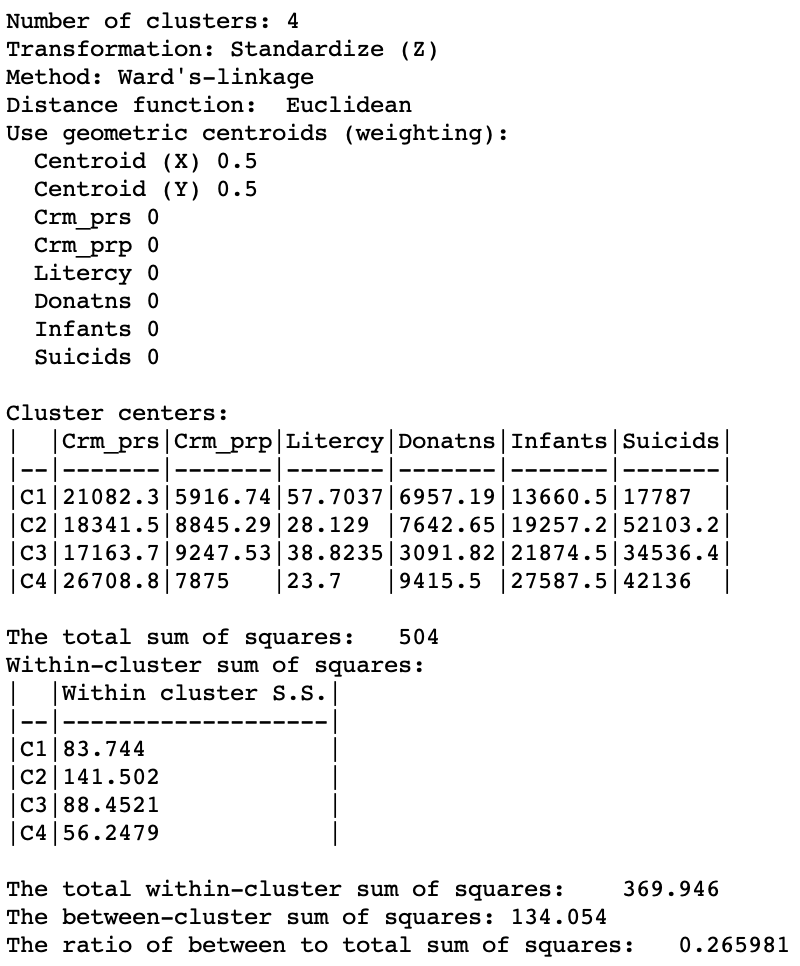 Number of clusters: 4
Transformation: Standardize (Z)
Method: Ward's-linkage
Distance function:  Euclidean
Use geometric centroids (weighting):
  Centroid (X) 0.5
  Centroid (Y) 0.5
  Crm_prs 0
  Crm_prp 0
  Litercy 0
  Donatns 0
  Infants 0
  Suicids 0

Cluster centers:
|  |Crm_prs|Crm_prp|Litercy|Donatns|Infants|Suicids|
|--|-------|-------|-------|-------|-------|-------|
|C1|21082.3|5916.74|57.7037|6957.19|13660.5|17787  |
|C2|18341.5|8845.29|28.129 |7642.65|19257.2|52103.2|
|C3|17163.7|9247.53|38.8235|3091.82|21874.5|34536.4|
|C4|26708.8|7875   |23.7   |9415.5 |27587.5|42136  |

The total sum of squares:   504
Within-cluster sum of squares:
|  |Within cluster S.S.|
|--|-------------------|
|C1|83.744             |
|C2|141.502            |
|C3|88.4521            |
|C4|56.2479            |

The total within-cluster sum of squares:    369.946
The between-cluster sum of squares: 134.054
The ratio of between to total sum of squares:   0.265981